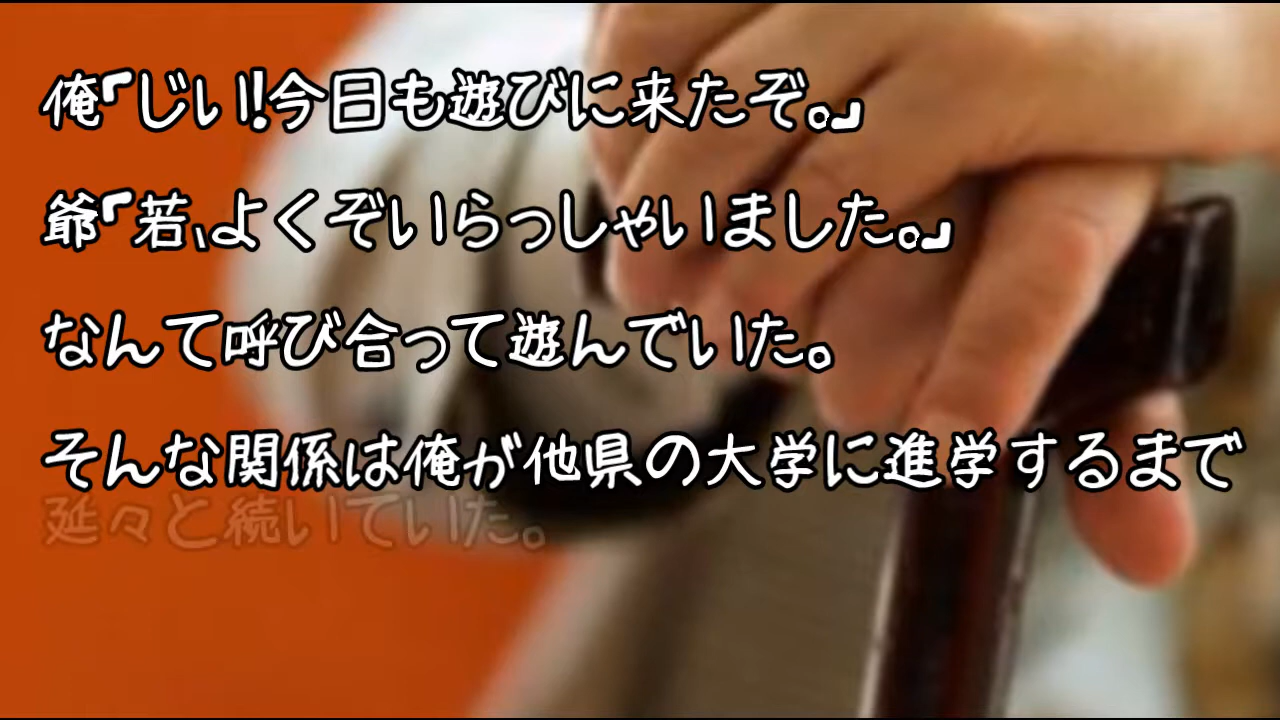 俺「じい!今日も遊びに来たぞ。」
爺「若、よくぞいらっしゃいました。」
なんて呼び合って遊んでいた。
そんな関係は俺が他県の大学に進学するまで
延々と続いていた。